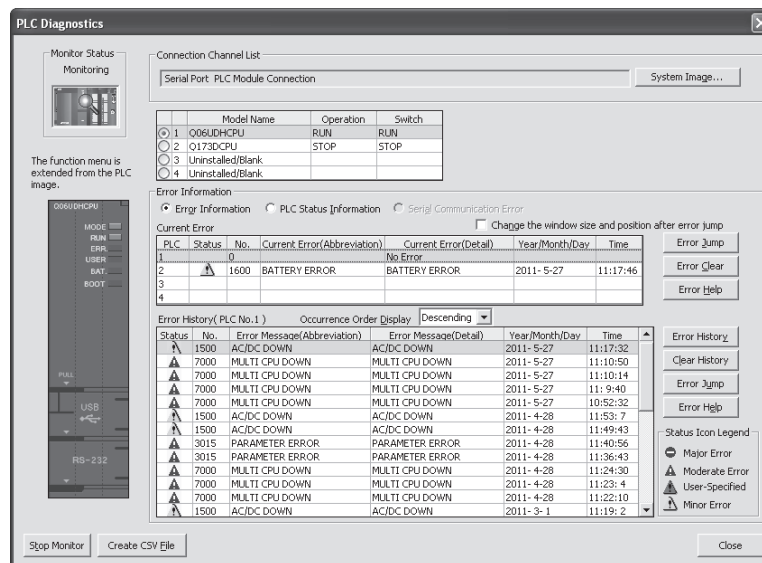 PLC Diagnostics
Monitor Status
Monitoring
The function menu is
extended from the PLC
image.
Q06UDHCPU
MODE
RUN
ERR.
USER
BAT.
BOOT
PULL
USB
RS-232
Connection Channel List
Serial Port PLC Module Connection
System Image...
Model Name Operation Switch
1 Q06UDHCPU RUN RUN
2 Q173DCPU STOP STOP
3 Uninstalled/Blank
4 Uninstalled/Blank
Error Information
Error Information PLC Status Information Serial Communication Error
Current Error Change the window size and position after error jump
PLC Status No. Current Error(Abbreviation) Current Error(Detail) Year/Month/Day Time
1 0 No Error
2 1600 BATTERY ERROR BATTERY ERROR 2011- 5-27 11:17:46
3
4
Error Jump
Error Clear
Error Help
Error History( PLC No.1 ) Occurrence Order Display Descending
Status No. Error Message(Abbreviation) Error Message(Detail) Year/Month/Day Time
1500 AC/DC DOWN AC/DC DOWN 2011- 5-27 11:17:32
7000 MULTI CPU DOWN MULTI CPU DOWN 2011- 5-27 11:10:50
7000 MULTI CPU DOWN MULTI CPU DOWN 2011- 5-27 11:10:14
7000 MULTI CPU DOWN MULTI CPU DOWN 2011- 5-27 11: 9:40
7000 MULTI CPU DOWN MULTI CPU DOWN 2011- 5-27 10:52:32
1500 AC/DC DOWN AC/DC DOWN 2011- 4-28 11:53: 7
1500 AC/DC DOWN AC/DC DOWN 2011- 4-28 11:49:43
3015 PARAMETER ERROR PARAMETER ERROR 2011- 4-28 11:40:56
3015 PARAMETER ERROR PARAMETER ERROR 2011- 4-28 11:36:43
7000 MULTI CPU DOWN MULTI CPU DOWN 2011- 4-28 11:24:30
7000 MULTI CPU DOWN MULTI CPU DOWN 2011- 4-28 11:23: 4
7000 MULTI CPU DOWN MULTI CPU DOWN 2011- 4-28 11:22:10
1500 AC/DC DOWN AC/DC DOWN 2011- 3- 1 11:19: 2
Error History
Clear History
Error Jump
Error Help
Status Icon Legend
Major Error
Moderate Error
User-Specified
Minor Error
Stop Monitor
Create CSV File
Close